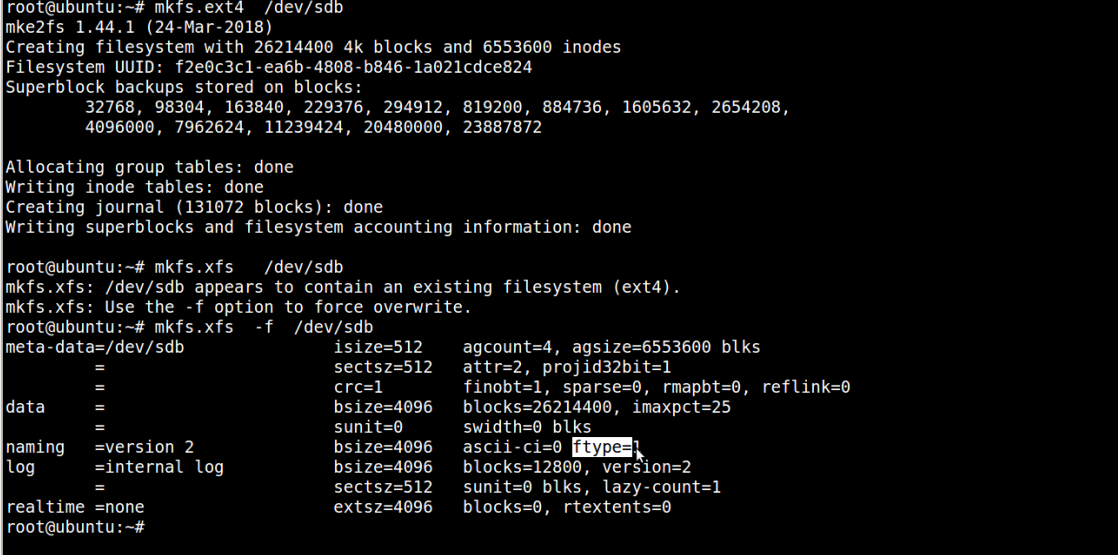 root@ubuntu:~# mkfs.ext4  /dev/sdb
mke2fs 1.44.1 (24-Mar-2018)
Creating filesystem with 26214400 4k blocks and 6553600 inodes
Filesystem UUID: f2e0c3c1-ea6b-4808-b846-1a021cdce824
Superblock backups stored on blocks:
        32768, 98304, 163840, 229376, 294912, 819200, 884736, 1605632, 2654208,
        4096000, 7962624, 11239424, 20480000, 23887872

Allocating group tables: done
Writing inode tables: done
Creating journal (131072 blocks): done
Writing superblocks and filesystem accounting information: done

root@ubuntu:~# mkfs.xfs   /dev/sdb
mkfs.xfs: /dev/sdb appears to contain an existing filesystem (ext4).
mkfs.xfs: Use the -f option to force overwrite.
root@ubuntu:~# mkfs.xfs  -f  /dev/sdb
meta-data=/dev/sdb               isize=512    agcount=4, agsize=6553600 blks
         =                       sectsz=512   attr=2, projid32bit=1
         =                       crc=1        finobt=1, sparse=0, rmapbt=0, reflink=0
data     =                       bsize=4096   blocks=26214400, imaxpct=25
         =                       sunit=0      swidth=0 blks
naming   =version 2              bsize=4096   ascii-ci=0 ftype=1
log      =internal log           bsize=4096   blocks=12800, version=2
         =                       sectsz=512   sunit=0 blks, lazy-count=1
realtime =none                   extsz=4096   blocks=0, rtextents=0
root@ubuntu:~#